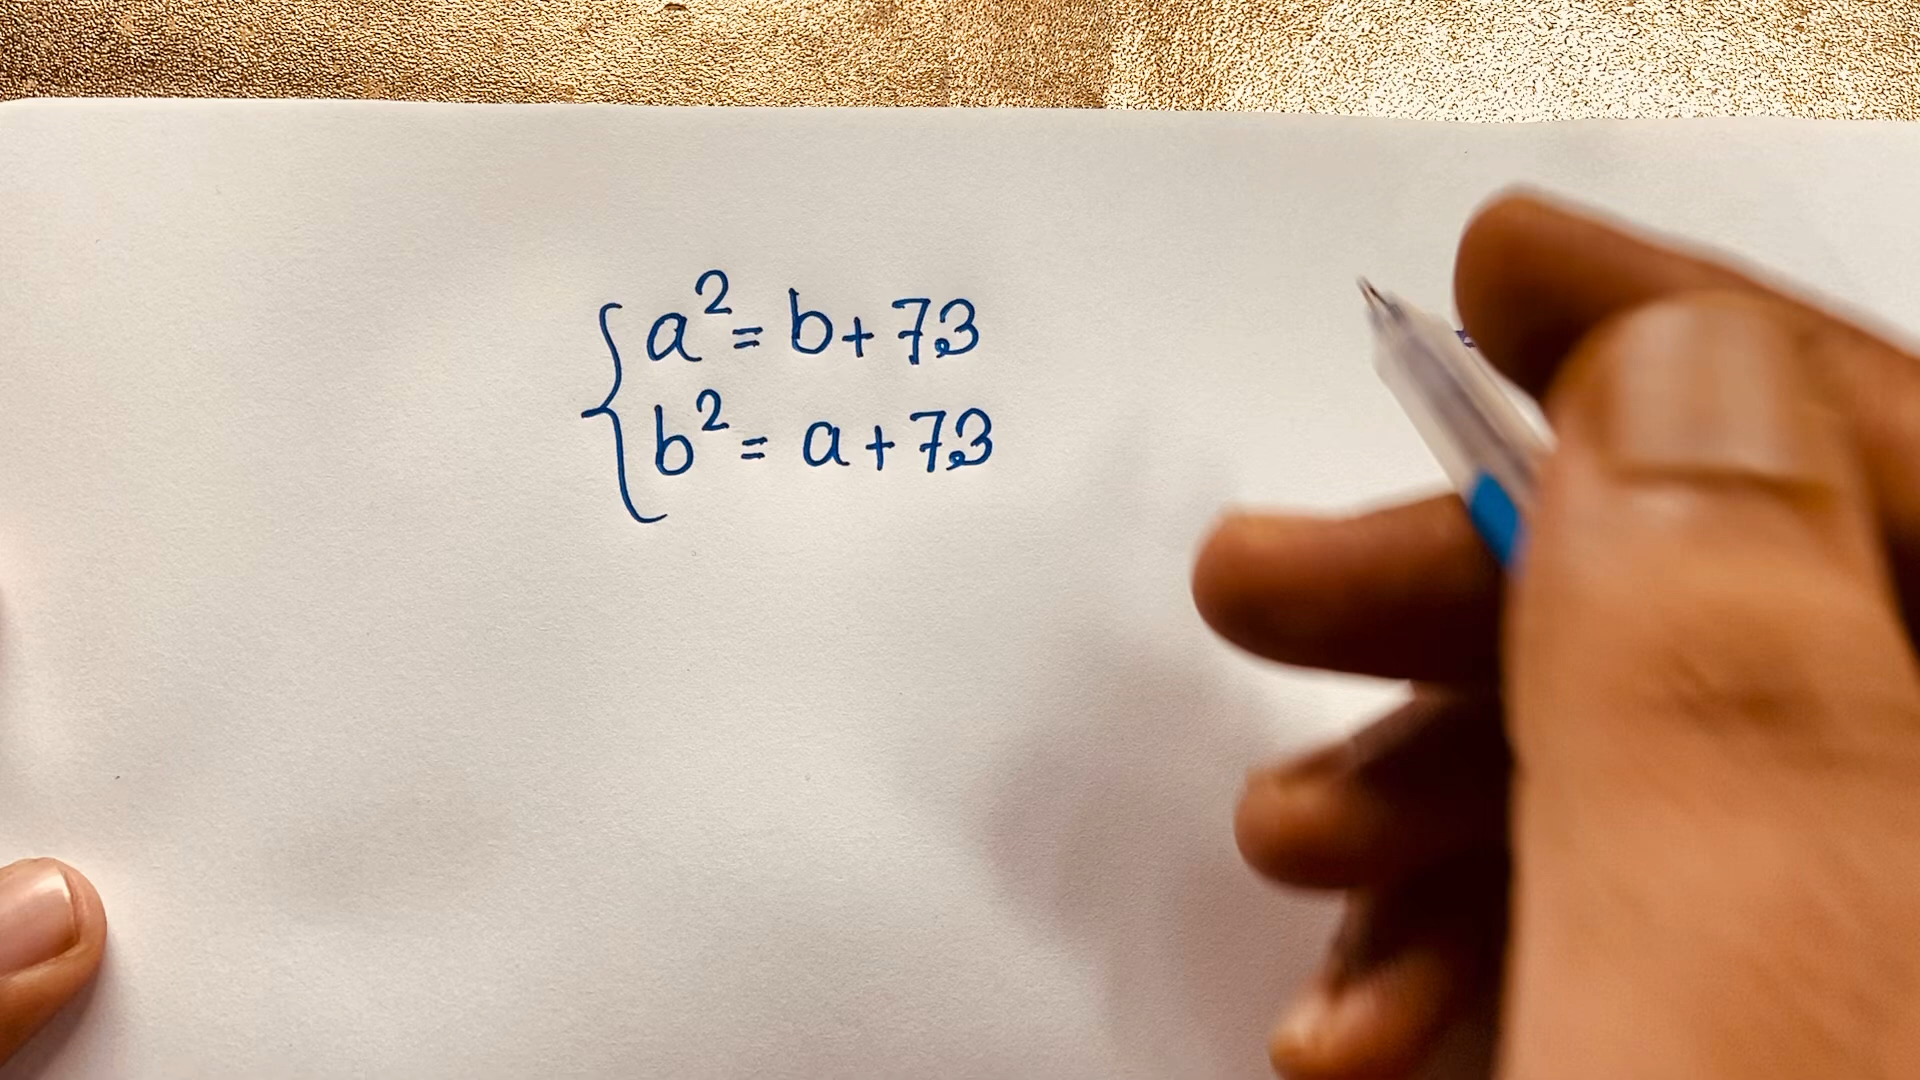 a² = b + 73
b² = a + 73